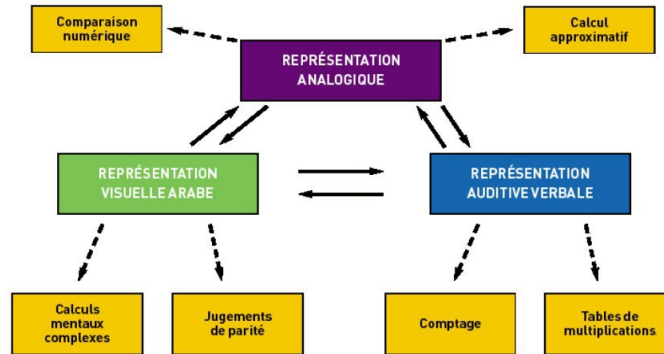 Comparaison
numérique
Calcul
approximatif
REPRÉSENTATION
ANALOGIQUE
REPRÉSENTATION
VISUELLE ARABE
REPRÉSENTATION
AUDITIVE VERBALE
Calculs
mentaux
complexes
Jugements
de parité
Comptage
Tables de
multiplications